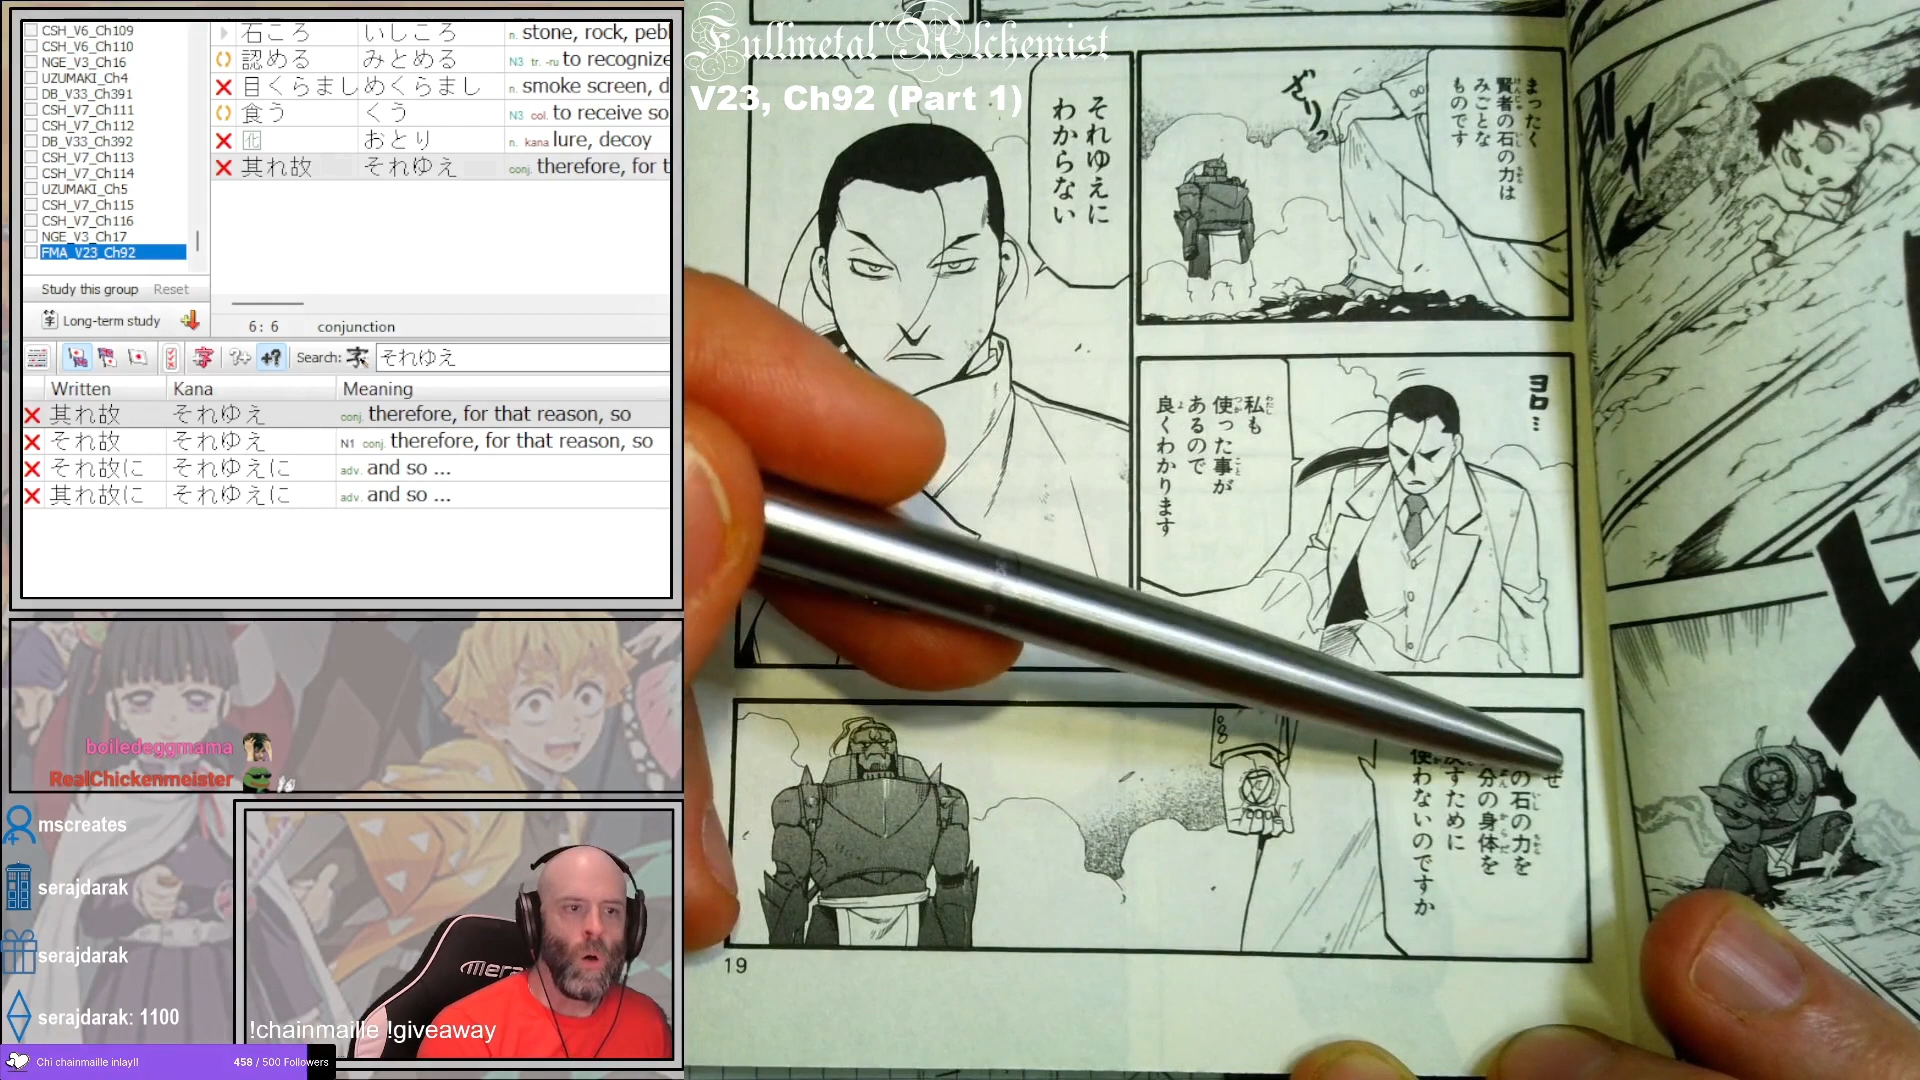 CSH_V6_Ch109
CSH_V6_Ch110
NGE_V3_Ch16
UZUMAKI_Ch4
DB_V33_Ch391
CSH_V7_Ch111
CSH_V7_Ch112
DB_V33_Ch392
CSH_V7_Ch113
CSH_V7_Ch114
UZUMAKI_Ch5
CSH_V7_Ch115
CSH_V7_Ch116
NGE_V3_Ch17
FMA_V23_Ch92
Study this group Reset
Long-term study
石ころ いしころ n. stone, rock, peb
認める みとめる N3 tr. -ru to recognize
目くらまし めくらまし n. smoke screen, d
食う くう N3 col. to receive so
囮 おとり n. kana lure, decoy
其れ故 それゆえ conj. therefore, for t
6: 6 conjunction
Search: それゆえ
Written Kana Meaning
其れ故 それゆえ conj. therefore, for that reason, so
それ故 それゆえ N1 conj. therefore, for that reason, so
それ故に それゆえに adv. and so ...
其れ故に それゆえに adv. and so ...
boiledeggmama
RealChickenmeister
mscreates
serajdarak
serajdarak
serajdarak: 1100
mera
!chainmaille !giveaway
Chi chainmaille inlay!!
458 / 500 Followers
Fullmetal Alchemist
V23, Ch92 (Part 1)
まったく
賢者の石の力は
みごとな
ものです
ざりっ
それゆえに
わからない
ヨロ…
私も
使った事が
あるので
良くわかります
ぜ
の石の力を
分の身体を
すために
使わないのですか
19